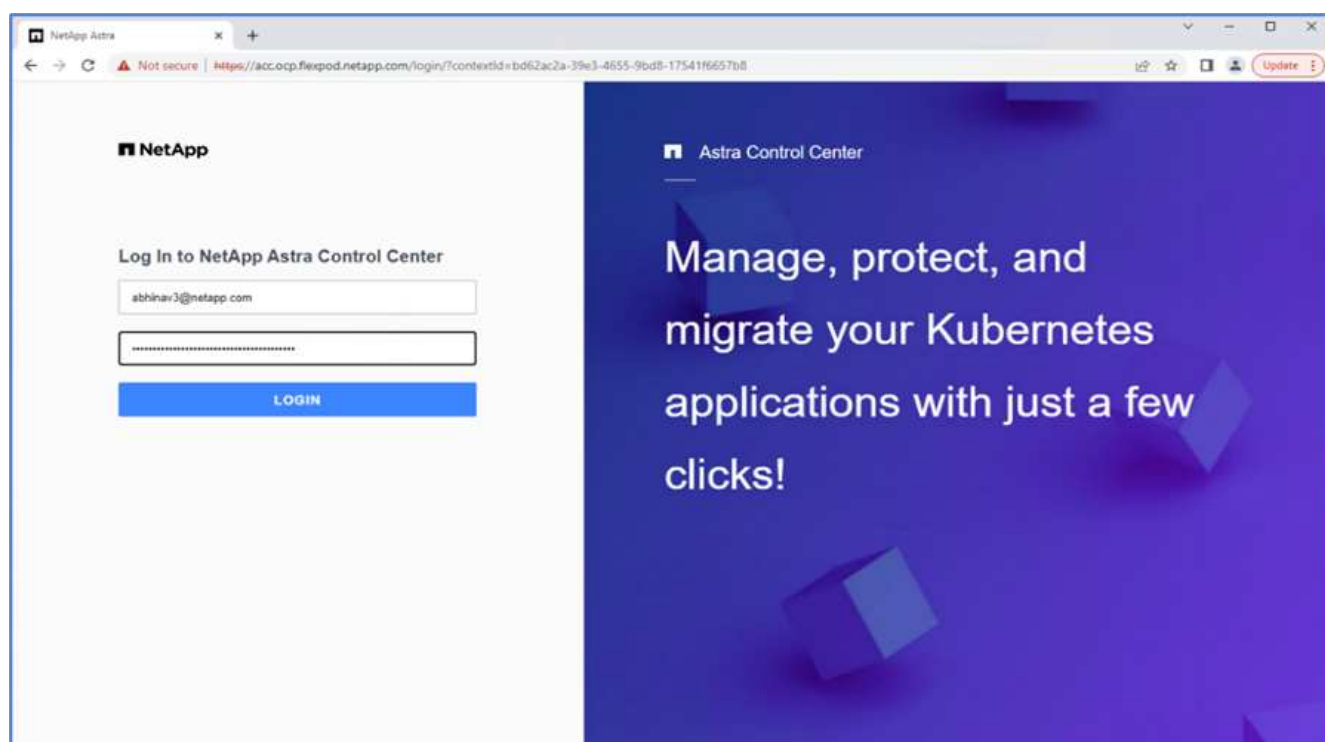 NetApp Astra
Not secure | https://acc.ocp.flexpod.netapp.com/login/?contextId=bd62ac2a-39e3-4655-9bd8-17541f6657b8
Update
NetApp
Log In to NetApp Astra Control Center
abhinav3@netapp.com
LOGIN
Astra Control Center
Manage, protect, and
migrate your Kubernetes
applications with just a few
clicks!